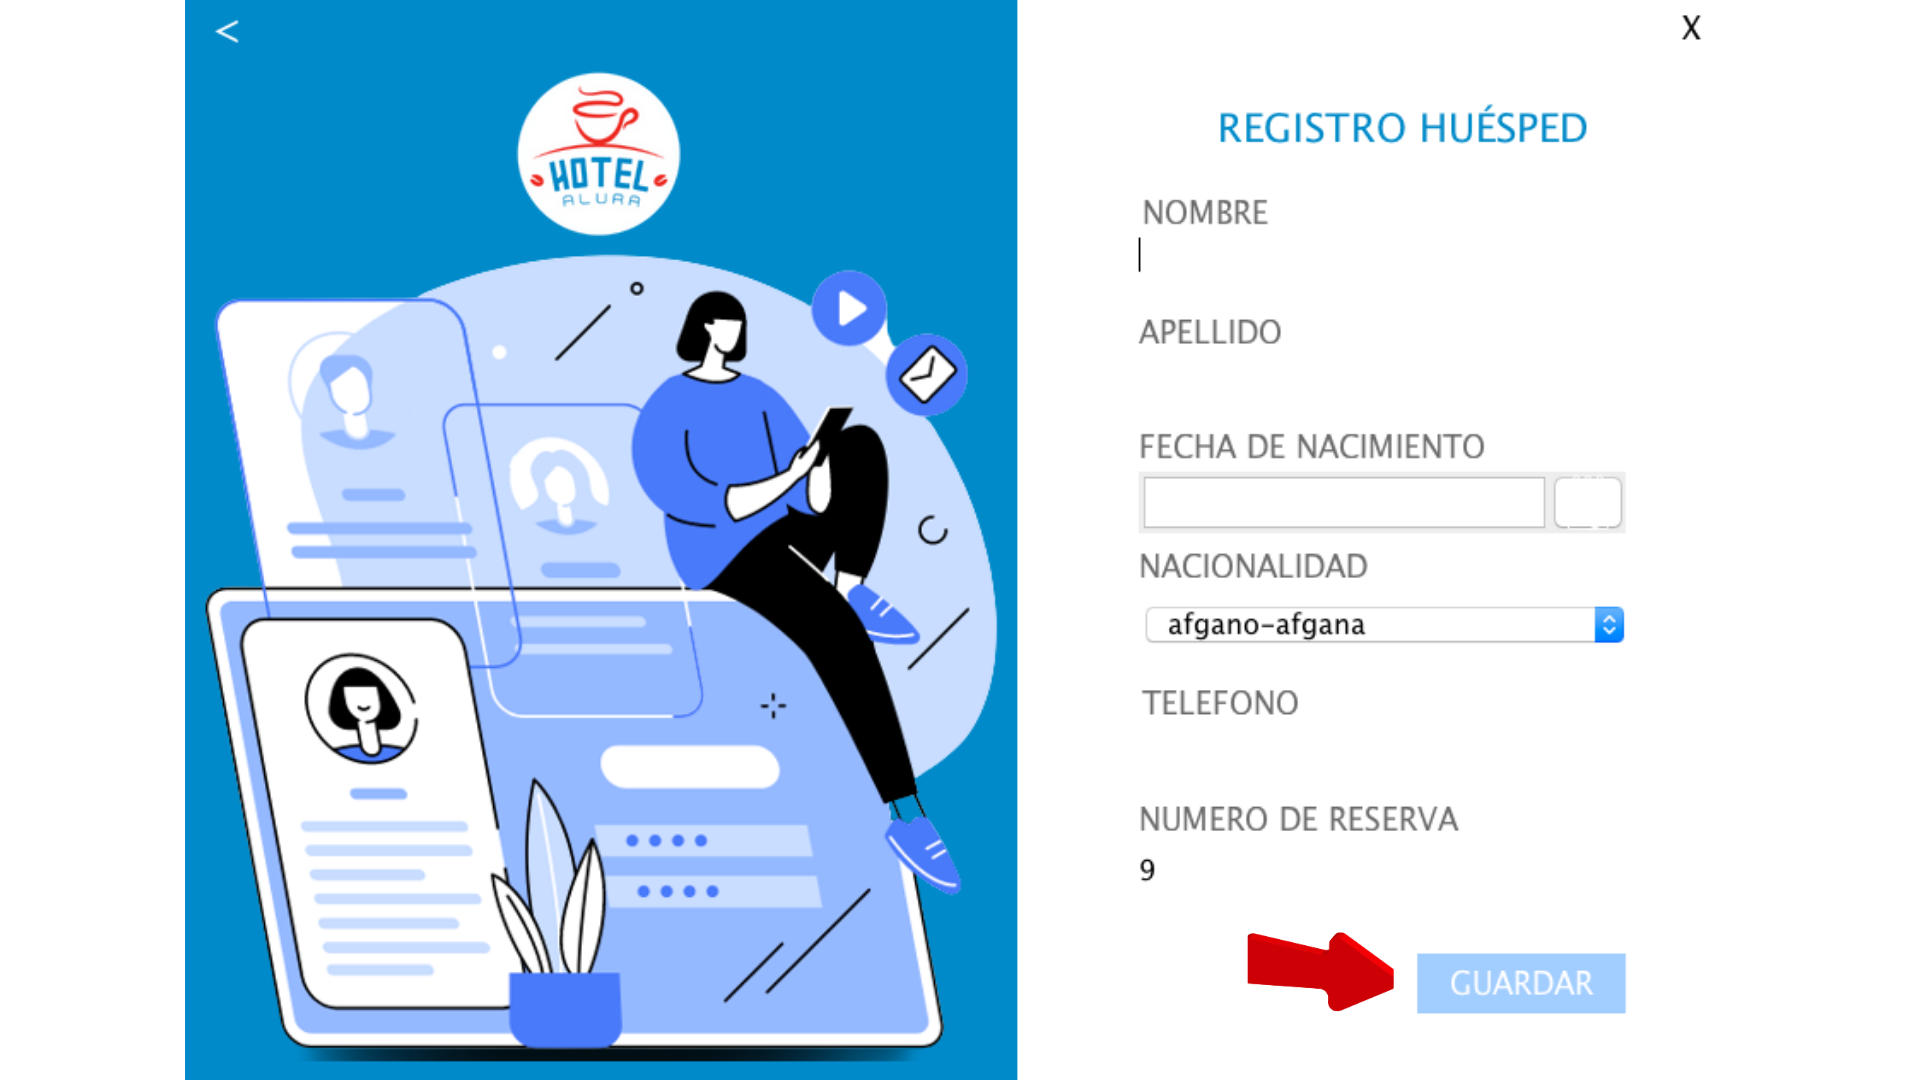 <
HOTEL
ALURA
X
REGISTRO HUÉSPED
NOMBRE
APELLIDO
FECHA DE NACIMIENTO
NACIONALIDAD
afgano-afgana
TELEFONO
NUMERO DE RESERVA
9
GUARDAR